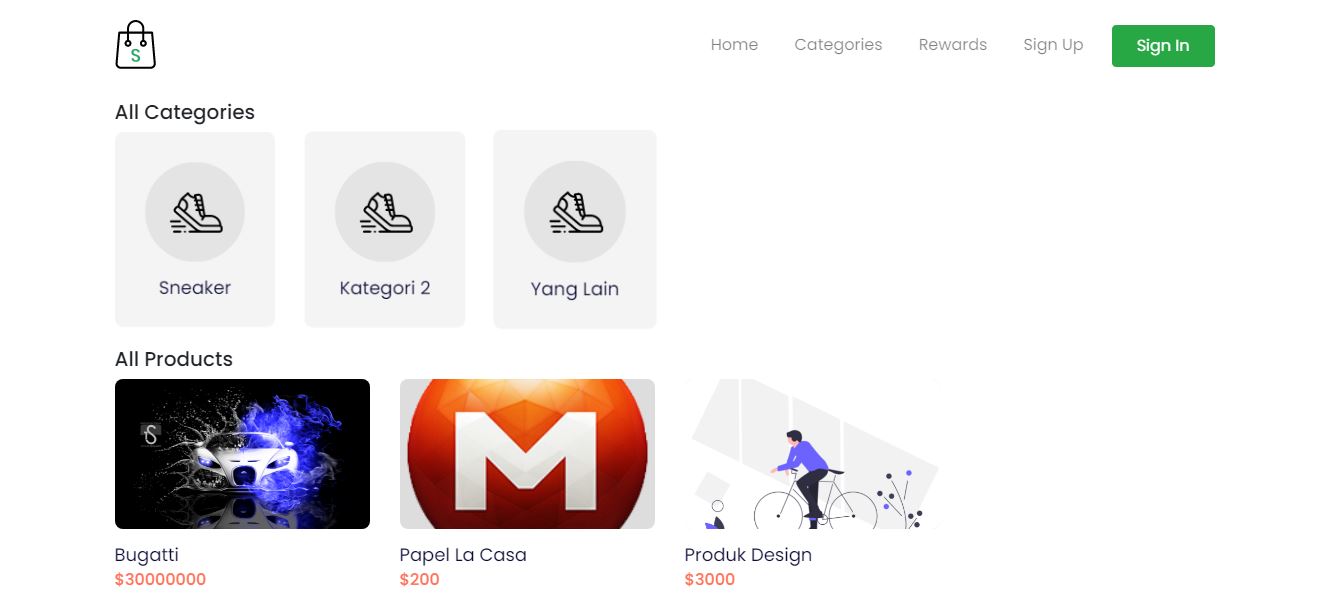 S
Home Categories Rewards Sign Up Sign In
All Categories
Sneaker Kategori 2 Yang Lain
All Products
S
M
Bugatti Papel La Casa Produk Design
$30000000 $200 $3000